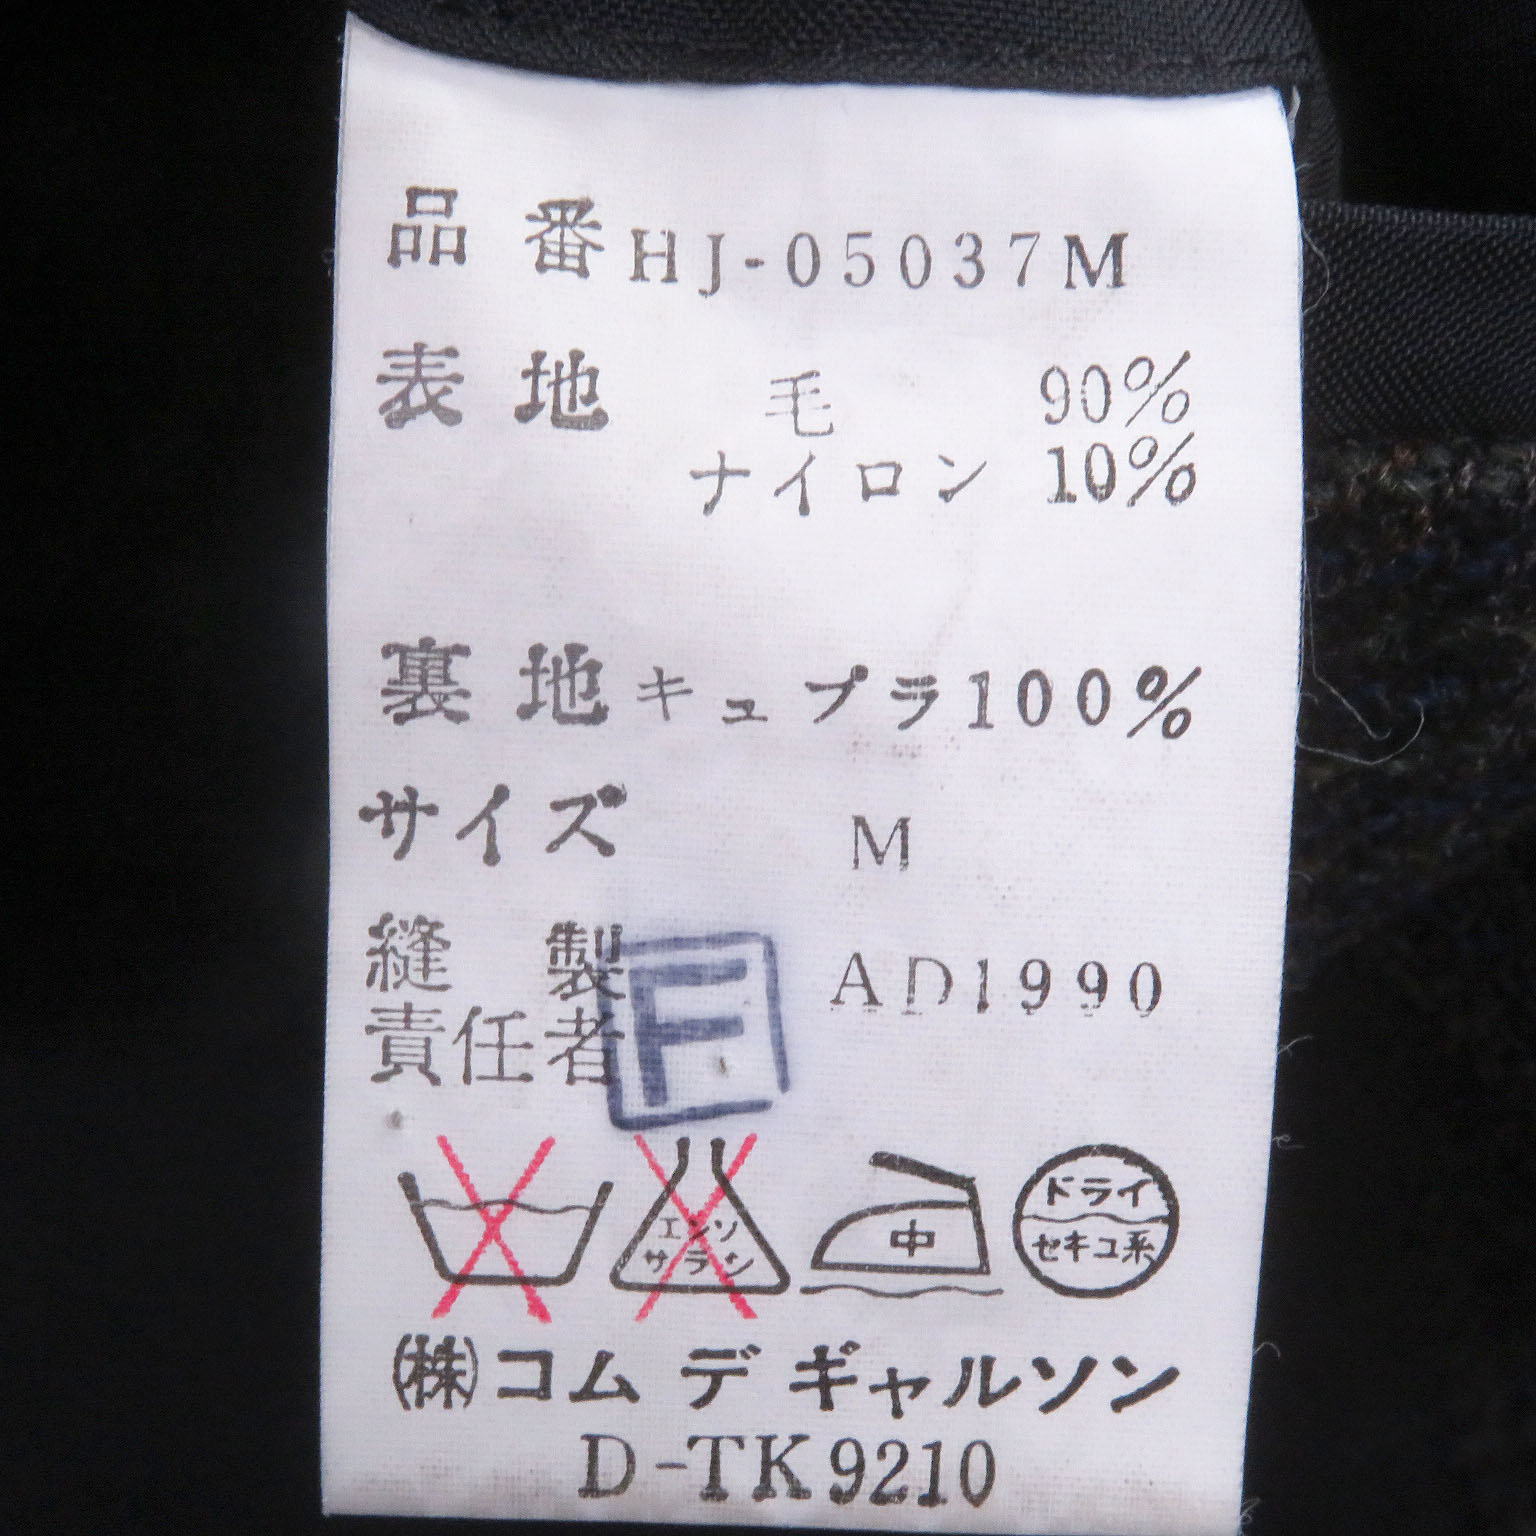 品番 HJ-05037M
表地 毛 90%
ナイロン 10%
裏地 キュプラ100%
サイズ M
縫製 AD1990
責任者 F
エンソ
サラシ
中
ドライ
セキユ系
㈱コム デ ギャルソン
D-TK9210